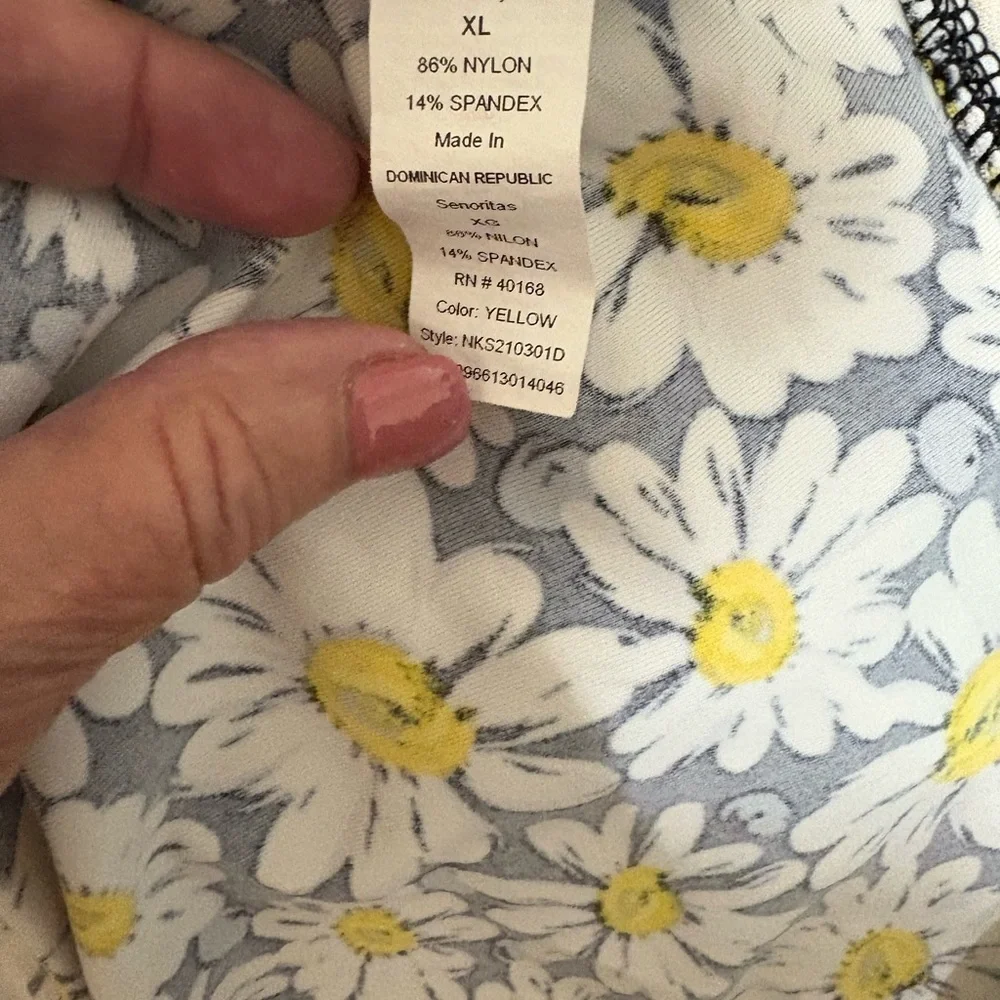 XL
86% NYLON
14% SPANDEX
Made In
DOMINICAN REPUBLIC
Senoritas
XG
86% NILON
14% SPANDEX
RN # 40168
Color: YELLOW
Style: NKS210301D
96613014046